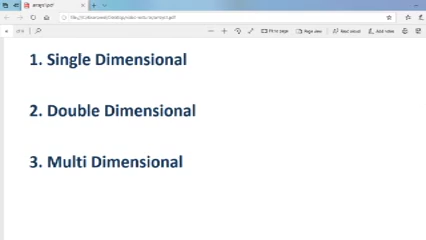 1. Single Dimensional
2. Double Dimensional
3. Multi Dimensional